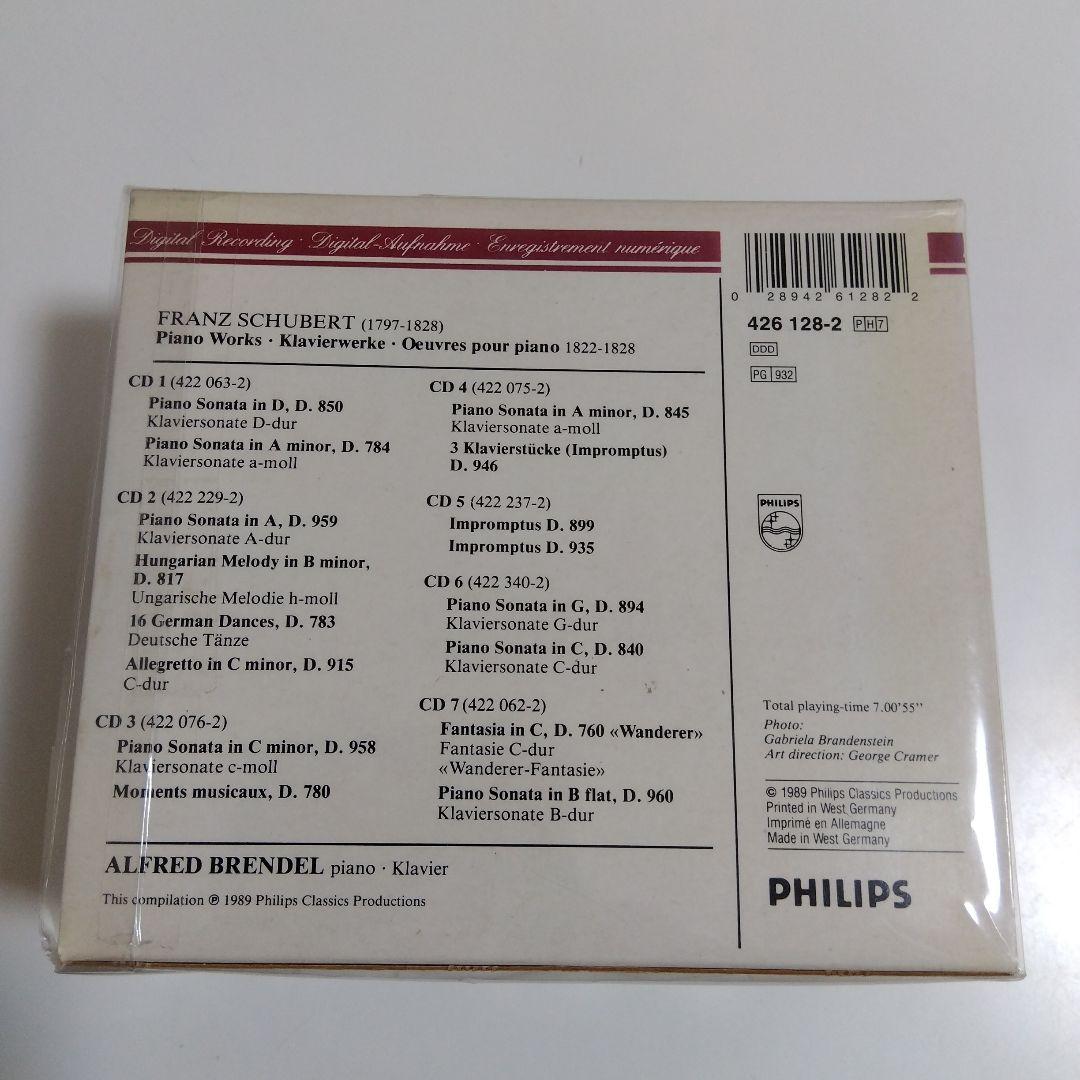 Digital Recording · Digital-Aufnahme · Enregistrement numérique
FRANZ SCHUBERT (1797-1828)
Piano Works · Klavierwerke · Oeuvres pour piano 1822-1828
CD 1 (422 063-2)
Piano Sonata in D, D. 850
Klaviersonate D-dur
Piano Sonata in A minor, D. 784
Klaviersonate a-moll
CD 2 (422 229-2)
Piano Sonata in A, D. 959
Klaviersonate A-dur
Hungarian Melody in B minor,
D. 817
Ungarische Melodie h-moll
16 German Dances, D. 783
Deutsche Tänze
Allegretto in C minor, D. 915
C-dur
CD 3 (422 076-2)
Piano Sonata in C minor, D. 958
Klaviersonate c-moll
Moments musicaux, D. 780
CD 4 (422 075-2)
Piano Sonata in A minor, D. 845
Klaviersonate a-moll
3 Klavierstücke (Impromptus)
D. 946
CD 5 (422 237-2)
Impromptus D. 899
Impromptus D. 935
CD 6 (422 340-2)
Piano Sonata in G, D. 894
Klaviersonate G-dur
Piano Sonata in C, D. 840
Klaviersonate C-dur
CD 7 (422 062-2)
Fantasia in C, D. 760 «Wanderer»
Fantasie C-dur
«Wanderer-Fantasie»
Piano Sonata in B flat, D. 960
Klaviersonate B-dur
ALFRED BRENDEL piano · Klavier
This compilation ℗ 1989 Philips Classics Productions
0 28942 61282 2
426 128-2 PH7
DDD
PG 932
PHILIPS
Total playing-time 7.00'55''
Photo:
Gabriela Brandenstein
Art direction: George Cramer
© 1989 Philips Classics Productions
Printed in West Germany
Imprimé en Allemagne
Made in West Germany
PHILIPS